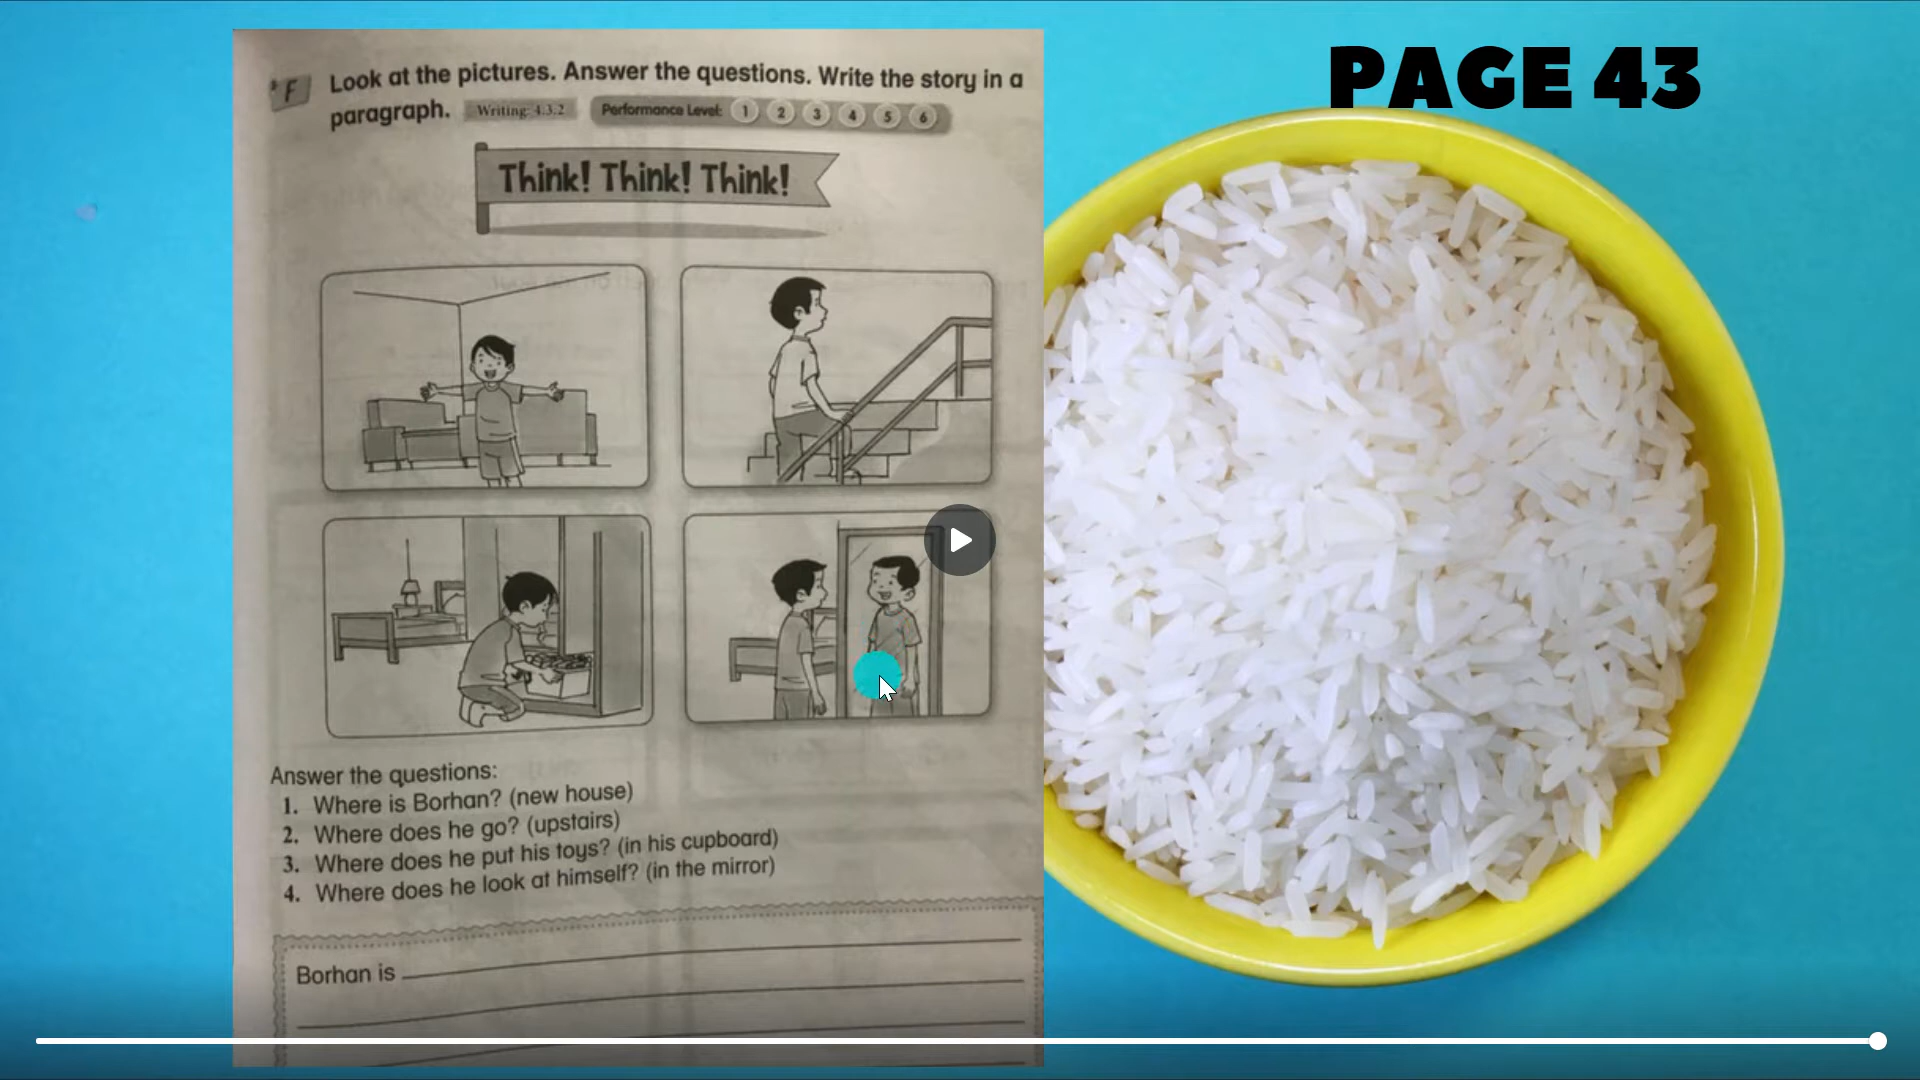 PAGE 43
F Look at the pictures. Answer the questions. Write the story in a
paragraph. Writing: 4.3.2 Performance Level: 1 2 3 4 5 6
Think! Think! Think!
Answer the questions:
1. Where is Borhan? (new house)
2. Where does he go? (upstairs)
3. Where does he put his toys? (in his cupboard)
4. Where does he look at himself? (in the mirror)
Borhan is